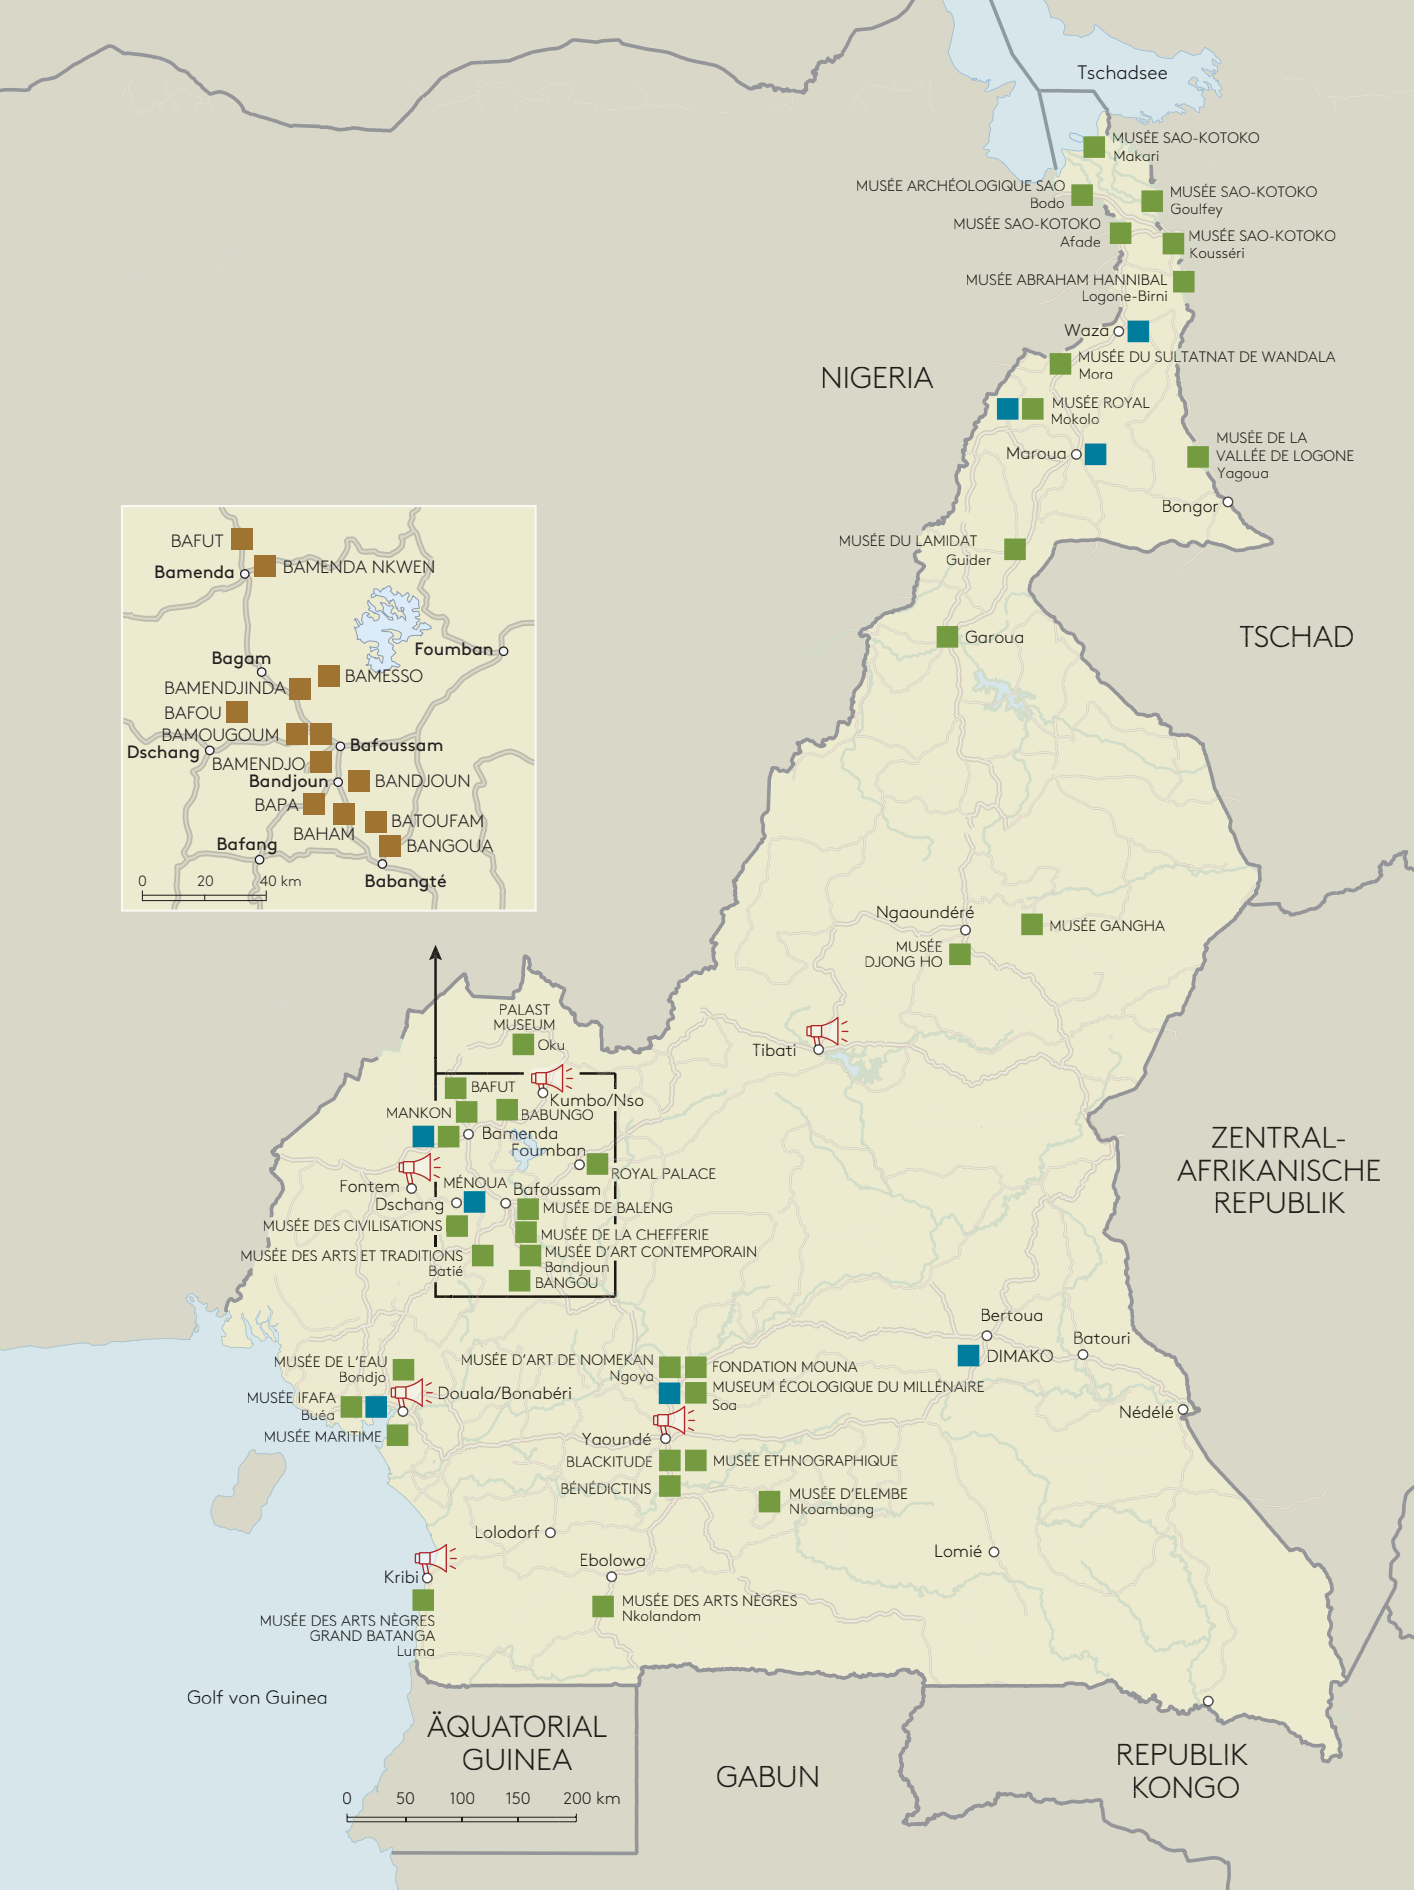 Tschadsee
MUSÉE SAO-KOTOKO
Makari
MUSÉE ARCHÉOLOGIQUE SAO
Bodo
MUSÉE SAO-KOTOKO
Goulfey
MUSÉE SAO-KOTOKO
Afade
MUSÉE SAO-KOTOKO
Kousséri
MUSÉE ABRAHAM HANNIBAL
Logone-Birni
Waza
MUSÉE DU SULTATNAT DE WANDALA
Mora
NIGERIA
MUSÉE ROYAL
Mokolo
Maroua
MUSÉE DE LA
VALLÉE DE LOGONE
Yagoua
Bongor
MUSÉE DU LAMIDAT
Guider
Garoua
TSCHAD
BAFUT
BAMENDA NKWEN
Bamenda
Foumban
Bagam
BAMESSO
BAMENDJINDA
BAFOU
BAMOUGOUM
Bafoussam
Dschang
BAMENDJO
Bandjoun
BANDJOUN
BAPA
BATOUFAM
BAHAM
Bafang
BANGOUA
Babangté
0 20 40 km
Ngaoundéré
MUSÉE GANGHA
MUSÉE
DJONG HO
Tibati
PALAST
MUSEUM
Oku
BAFUT
Kumbo/Nso
MANKON
BABUNGO
Bamenda
Foumban
ROYAL PALACE
Fontem
MÉNOUA
Dschang
Bafoussam
MUSÉE DE BALENG
MUSÉE DES CIVILISATIONS
MUSÉE DE LA CHEFFERIE
MUSÉE DES ARTS ET TRADITIONS
Batié
MUSÉE D'ART CONTEMPORAIN
Bandjoun
BANGOU
ZENTRAL-
AFRIKANISCHE
REPUBLIK
Bertoua
Batouri
DIMAKO
Nédélé
MUSÉE DE L'EAU
Bondjo
MUSÉE D'ART DE NOMEKAN
Ngoya
FONDATION MOUNA
MUSEUM ÉCOLOGIQUE DU MILLÉNAIRE
Soa
MUSÉE IFAFA
Buéa
Douala/Bonabéri
MUSÉE MARITIME
Yaoundé
BLACKITUDE
MUSÉE ETHNOGRAPHIQUE
BÉNÉDICTINS
MUSÉE D'ELEMBE
Nkoambang
Lolodorf
Lomié
Ebolowa
Kribi
MUSÉE DES ARTS NÈGRES
Nkolandom
MUSÉE DES ARTS NÈGRES
GRAND BATANGA
Luma
Golf von Guinea
ÄQUATORIAL
GUINEA
GABUN
REPUBLIK
KONGO
0 50 100 150 200 km